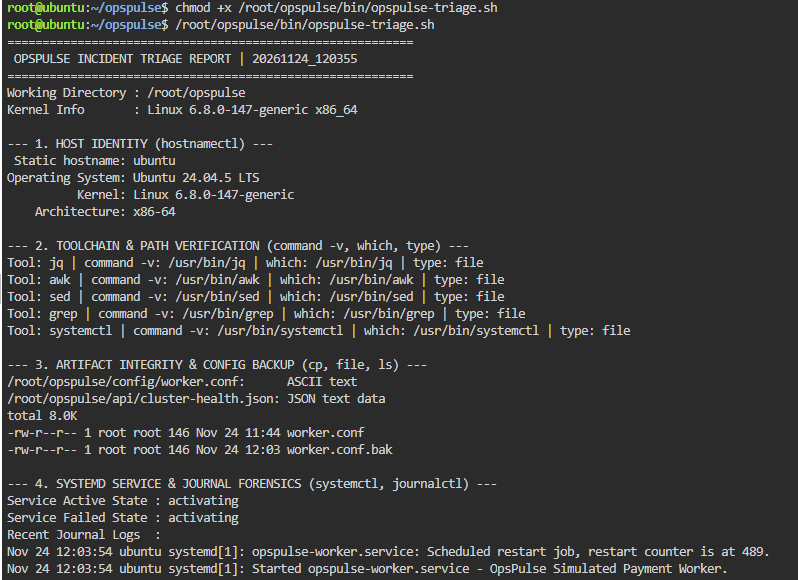 root@ubuntu:~/opspulse$ chmod +x /root/opspulse/bin/opspulse-triage.sh
root@ubuntu:~/opspulse$ /root/opspulse/bin/opspulse-triage.sh
======================================================
 OPSPULSE INCIDENT TRIAGE REPORT | 20261124_120355
======================================================
Working Directory : /root/opspulse
Kernel Info       : Linux 6.8.0-147-generic x86_64

--- 1. HOST IDENTITY (hostnamectl) ---
 Static hostname: ubuntu
Operating System: Ubuntu 24.04.5 LTS
          Kernel: Linux 6.8.0-147-generic
    Architecture: x86-64

--- 2. TOOLCHAIN & PATH VERIFICATION (command -v, which, type) ---
Tool: jq | command -v: /usr/bin/jq | which: /usr/bin/jq | type: file
Tool: awk | command -v: /usr/bin/awk | which: /usr/bin/awk | type: file
Tool: sed | command -v: /usr/bin/sed | which: /usr/bin/sed | type: file
Tool: grep | command -v: /usr/bin/grep | which: /usr/bin/grep | type: file
Tool: systemctl | command -v: /usr/bin/systemctl | which: /usr/bin/systemctl | type: file

--- 3. ARTIFACT INTEGRITY & CONFIG BACKUP (cp, file, ls) ---
/root/opspulse/config/worker.conf:      ASCII text
/root/opspulse/api/cluster-health.json: JSON text data
total 8.0K
-rw-r--r-- 1 root root 146 Nov 24 11:44 worker.conf
-rw-r--r-- 1 root root 146 Nov 24 12:03 worker.conf.bak

--- 4. SYSTEMD SERVICE & JOURNAL FORENSICS (systemctl, journalctl) ---
Service Active State : activating
Service Failed State : activating
Recent Journal Logs  :
Nov 24 12:03:54 ubuntu systemd[1]: opspulse-worker.service: Scheduled restart job, restart counter is at 489.
Nov 24 12:03:54 ubuntu systemd[1]: Started opspulse-worker.service - OpsPulse Simulated Payment Worker.